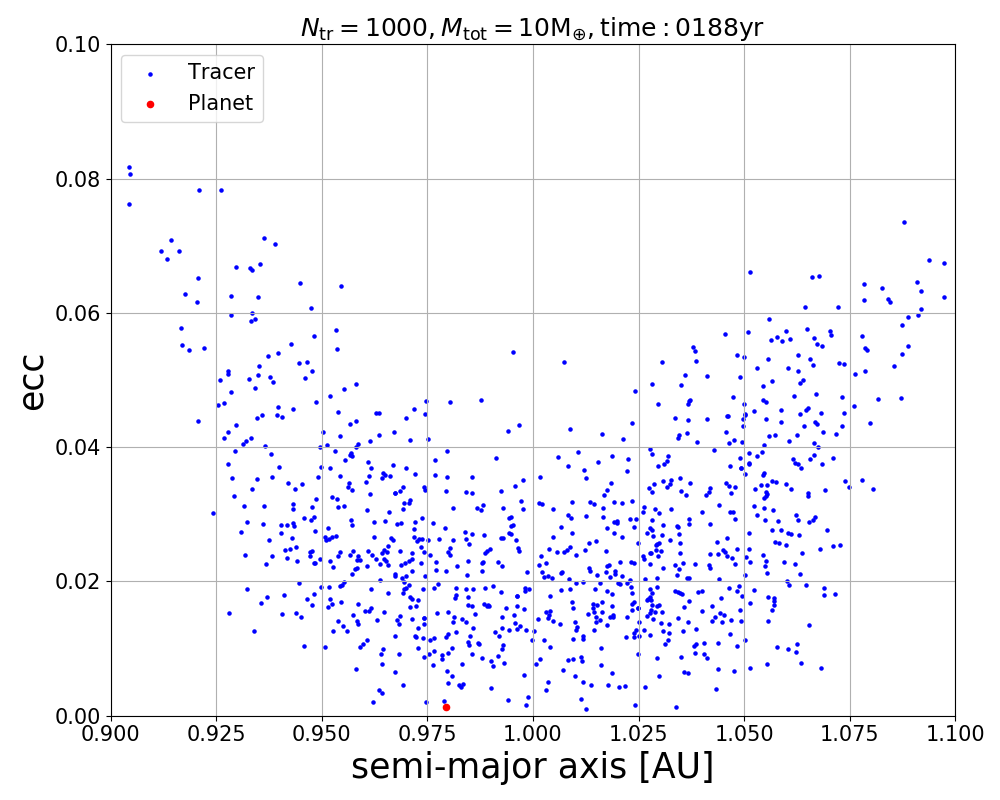 N_tr = 1000, M_tot = 10M_⊕, time : 0188yr
Tracer
Planet
0.10
0.08
0.06
0.04
0.02
0.00
ecc
0.900 0.925 0.950 0.975 1.000 1.025 1.050 1.075 1.100
semi-major axis [AU]